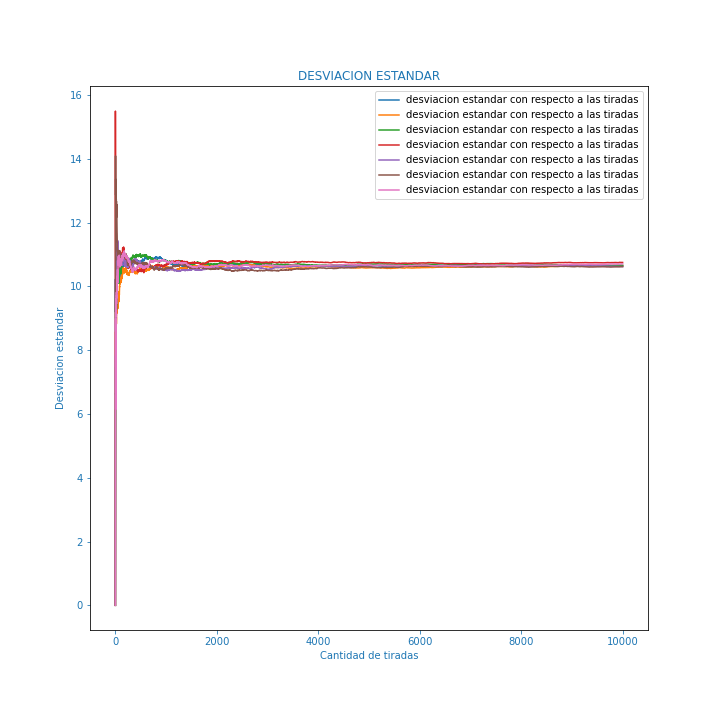 DESVIACION ESTANDAR
desviacion estandar con respecto a las tiradas
desviacion estandar con respecto a las tiradas
desviacion estandar con respecto a las tiradas
desviacion estandar con respecto a las tiradas
desviacion estandar con respecto a las tiradas
desviacion estandar con respecto a las tiradas
desviacion estandar con respecto a las tiradas
16
14
12
10
8
6
4
2
0
Desviacion estandar
0 2000 4000 6000 8000 10000
Cantidad de tiradas